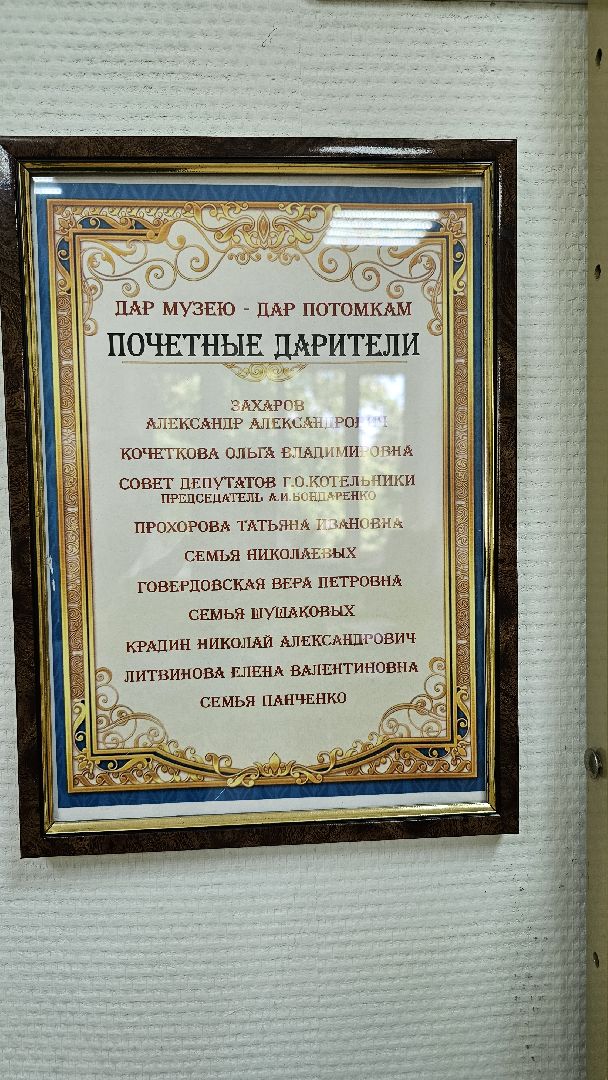 ДАР МУЗЕЮ - ДАР ПОТОМКАМ
ПОЧЕТНЫЕ ДАРИТЕЛИ
ЗАХАРОВ
АЛЕКСАНДР АЛЕКСАНДРОВИЧ
КОЧЕТКОВА ОЛЬГА ВЛАДИМИРОВНА
СОВЕТ ДЕПУТАТОВ Г.О.КОТЕЛЬНИКИ
ПРЕДСЕДАТЕЛЬ А.И.БОНДАРЕНКО
ПРОХОРОВА ТАТЬЯНА ИВАНОВНА
СЕМЬЯ НИКОЛАЕВЫХ
ГОВЕРДОВСКАЯ ВЕРА ПЕТРОВНА
СЕМЬЯ ШУШАКОВЫХ
КРАДИН НИКОЛАЙ АЛЕКСАНДРОВИЧ
ЛИТВИНОВА ЕЛЕНА ВАЛЕНТИНОВНА
СЕМЬЯ ПАНЧЕНКО